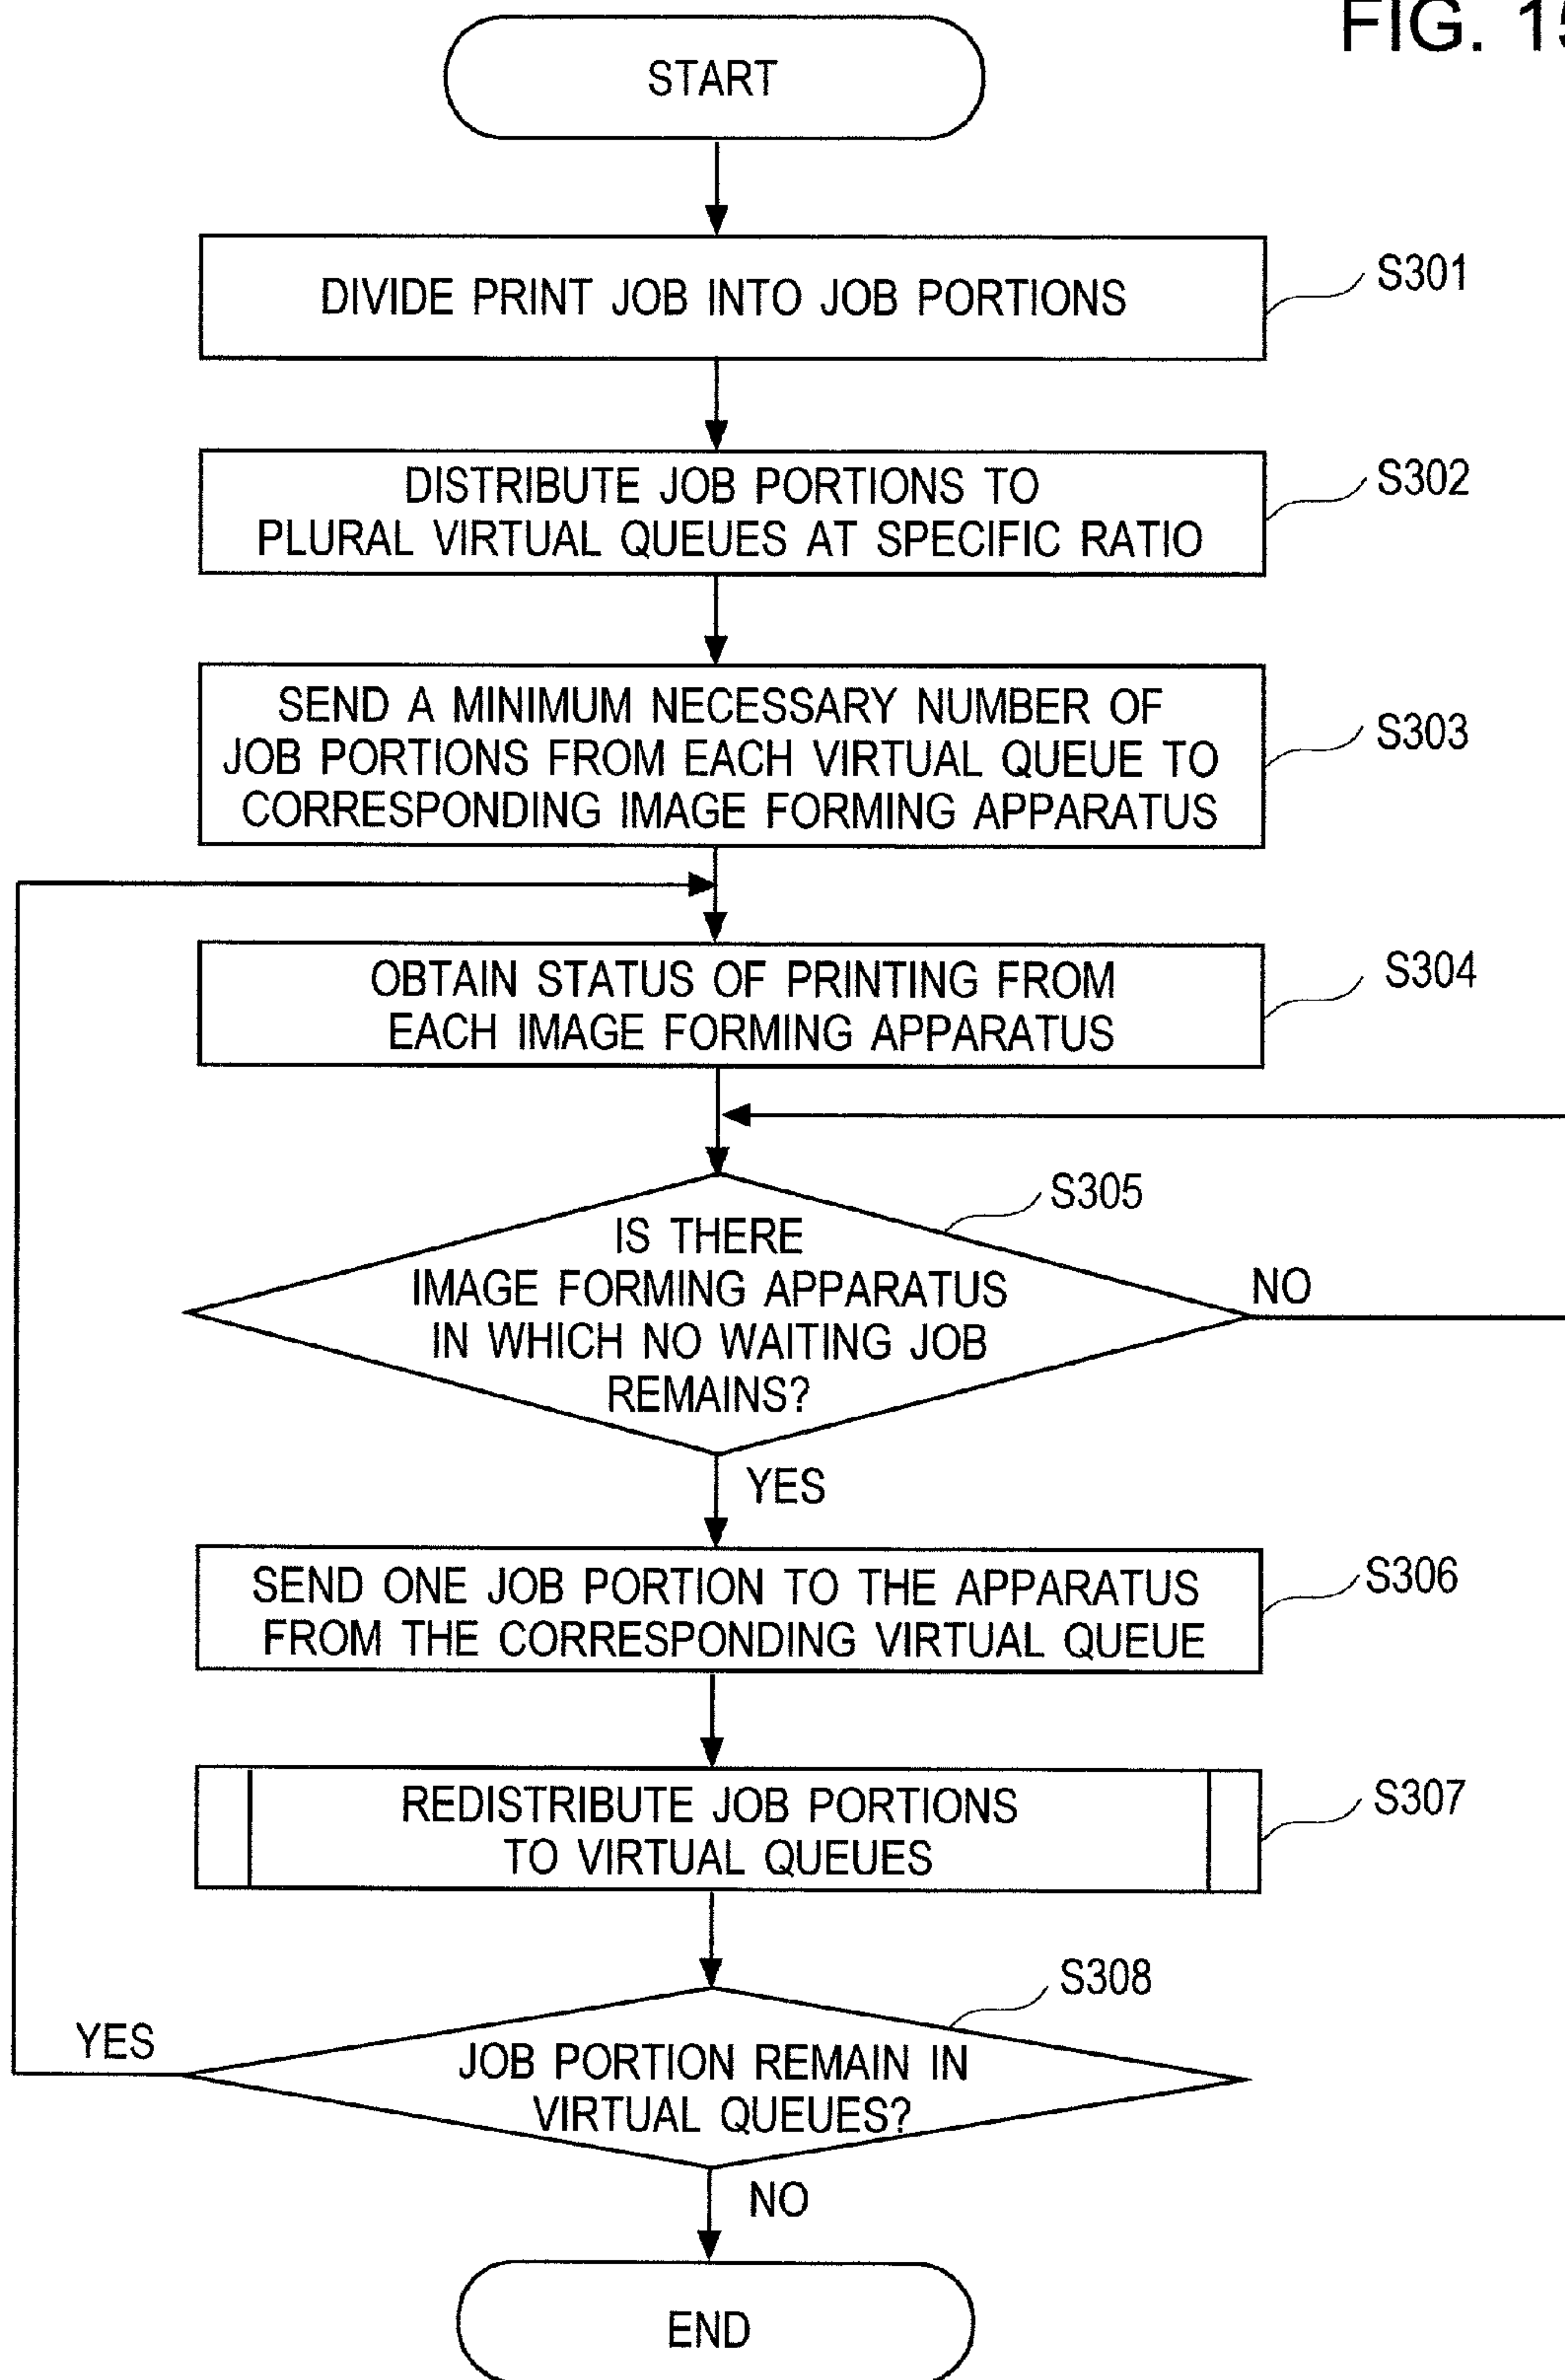 FIG. 15
START
DIVIDE PRINT JOB INTO JOB PORTIONS
S301
DISTRIBUTE JOB PORTIONS TO
PLURAL VIRTUAL QUEUES AT SPECIFIC RATIO
S302
SEND A MINIMUM NECESSARY NUMBER OF
JOB PORTIONS FROM EACH VIRTUAL QUEUE TO
CORRESPONDING IMAGE FORMING APPARATUS
S303
OBTAIN STATUS OF PRINTING FROM
EACH IMAGE FORMING APPARATUS
S304
S305
IS THERE
IMAGE FORMING APPARATUS
IN WHICH NO WAITING JOB
REMAINS?
NO
YES
SEND ONE JOB PORTION TO THE APPARATUS
FROM THE CORRESPONDING VIRTUAL QUEUE
S306
REDISTRIBUTE JOB PORTIONS
TO VIRTUAL QUEUES
S307
S308
YES
JOB PORTION REMAIN IN
VIRTUAL QUEUES?
NO
END